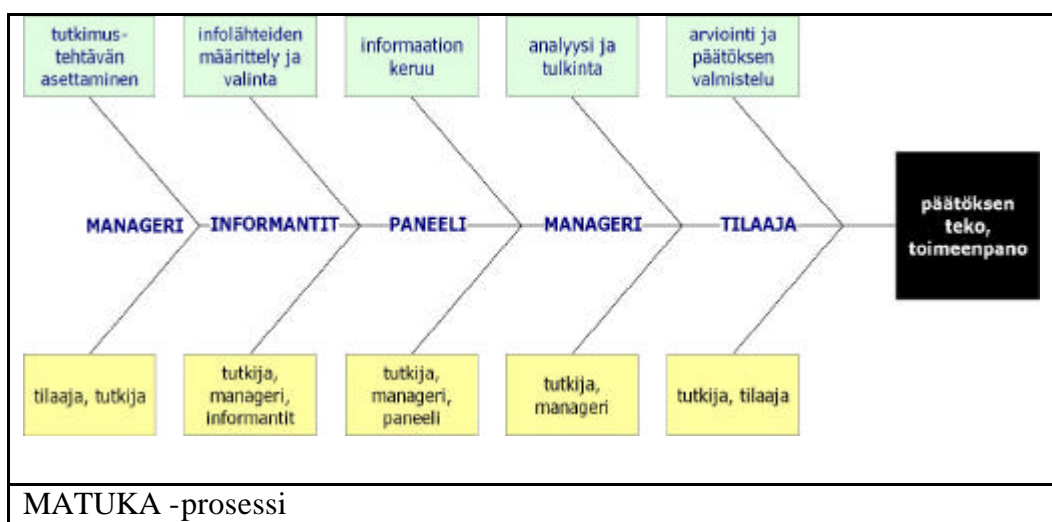 tutkimus-
tehtävän
asettaminen
infolähteiden
määrittely ja
valinta
informaation
keruu
analyysi ja
tulkinta
arviointi ja
päätöksen
valmistelu
MANAGERI
INFORMANTIT
PANEELI
MANAGERI
TILAAJA
päätöksen
teko,
toimeenpano
tilaaja, tutkija
tutkija,
manageri,
informantit
tutkija,
manageri,
paneeli
tutkija,
manageri
tutkija, tilaaja
MATUKA -prosessi